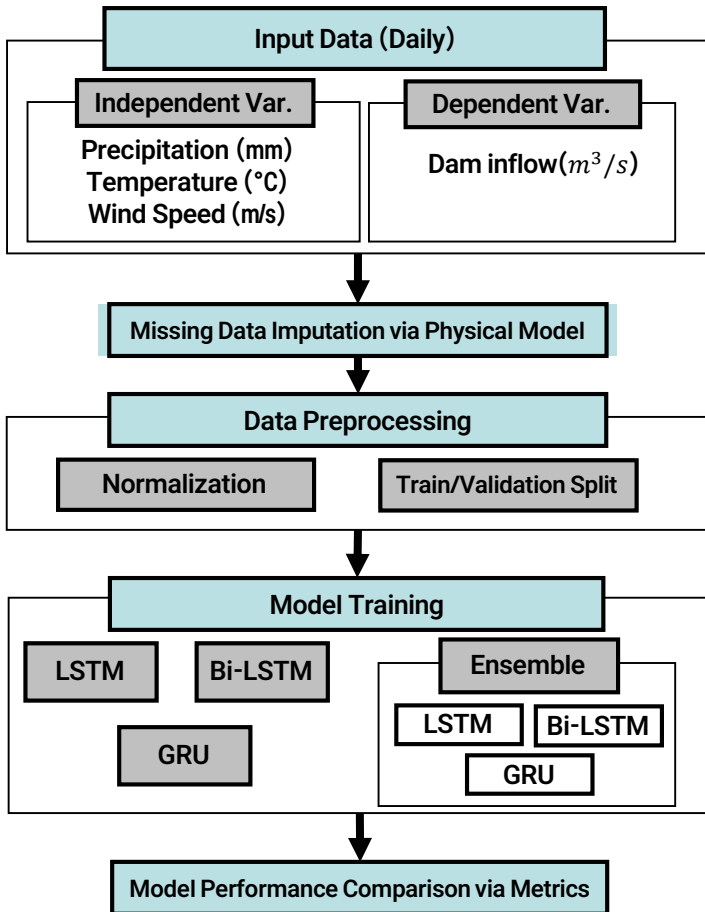 Input Data (Daily)
Independent Var.
Precipitation (mm)
Temperature (°C)
Wind Speed (m/s)
Dependent Var.
Dam inflow(m³/s)
Missing Data Imputation via Physical Model
Data Preprocessing
Normalization
Train/Validation Split
Model Training
LSTM
Bi-LSTM
GRU
Ensemble
LSTM
Bi-LSTM
GRU
Model Performance Comparison via Metrics